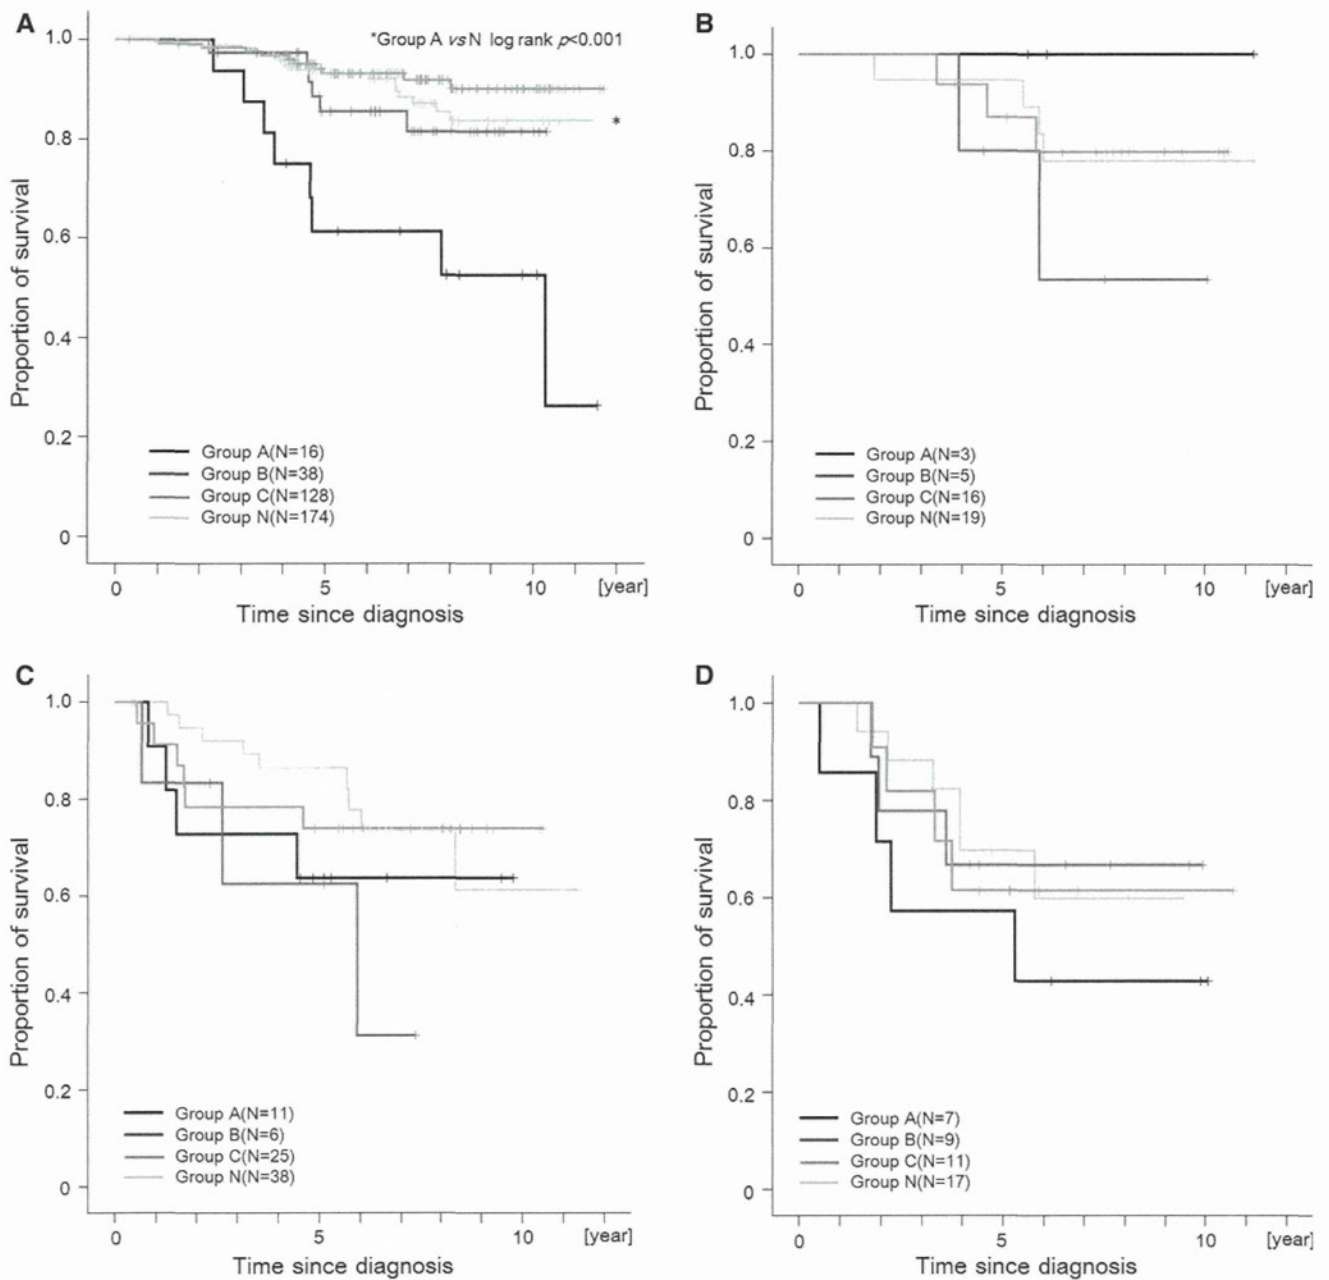 A
*Group A vs N log rank p<0.001
1.0
0.8
0.6
0.4
0.2
0
Proportion of survival
Group A(N=16)
Group B(N=38)
Group C(N=128)
Group N(N=174)
*
0 5 10 [year]
Time since diagnosis
B
1.0
0.8
0.6
0.4
0.2
0
Proportion of survival
Group A(N=3)
Group B(N=5)
Group C(N=16)
Group N(N=19)
0 5 10 [year]
Time since diagnosis
C
1.0
0.8
0.6
0.4
0.2
0
Proportion of survival
Group A(N=11)
Group B(N=6)
Group C(N=25)
Group N(N=38)
0 5 10 [year]
Time since diagnosis
D
1.0
0.8
0.6
0.4
0.2
0
Proportion of survival
Group A(N=7)
Group B(N=9)
Group C(N=11)
Group N(N=17)
0 5 10 [year]
Time since diagnosis